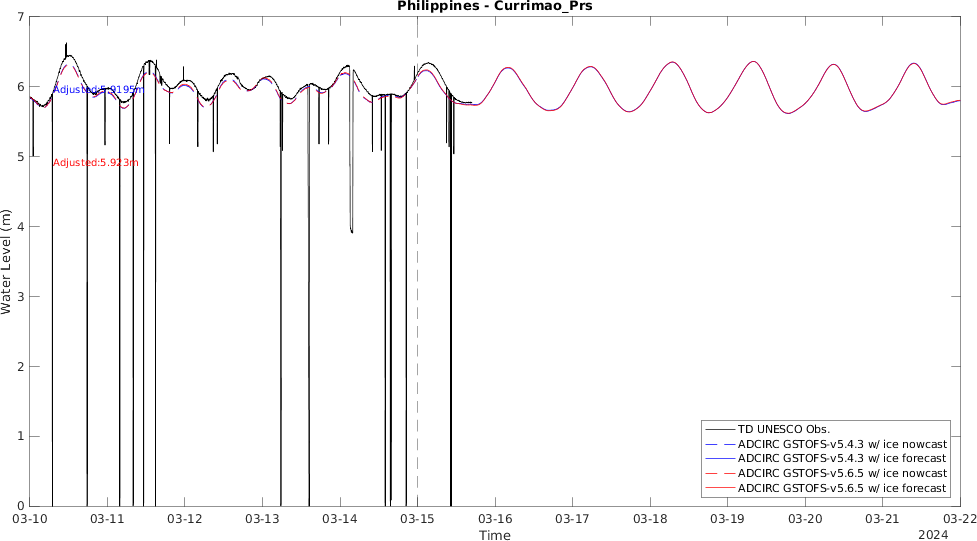 Philippines - Currimao_Prs
7
6
5
4
3
2
1
0
Water Level (m)
Adjusted:5.9195m
Adjusted:5.923m
TD UNESCO Obs.
ADCIRC GSTOFS-v5.4.3 w/ ice nowcast
ADCIRC GSTOFS-v5.4.3 w/ ice forecast
ADCIRC GSTOFS-v5.6.5 w/ ice nowcast
ADCIRC GSTOFS-v5.6.5 w/ ice forecast
03-10 03-11 03-12 03-13 03-14 03-15 03-16 03-17 03-18 03-19 03-20 03-21 03-22
Time
2024